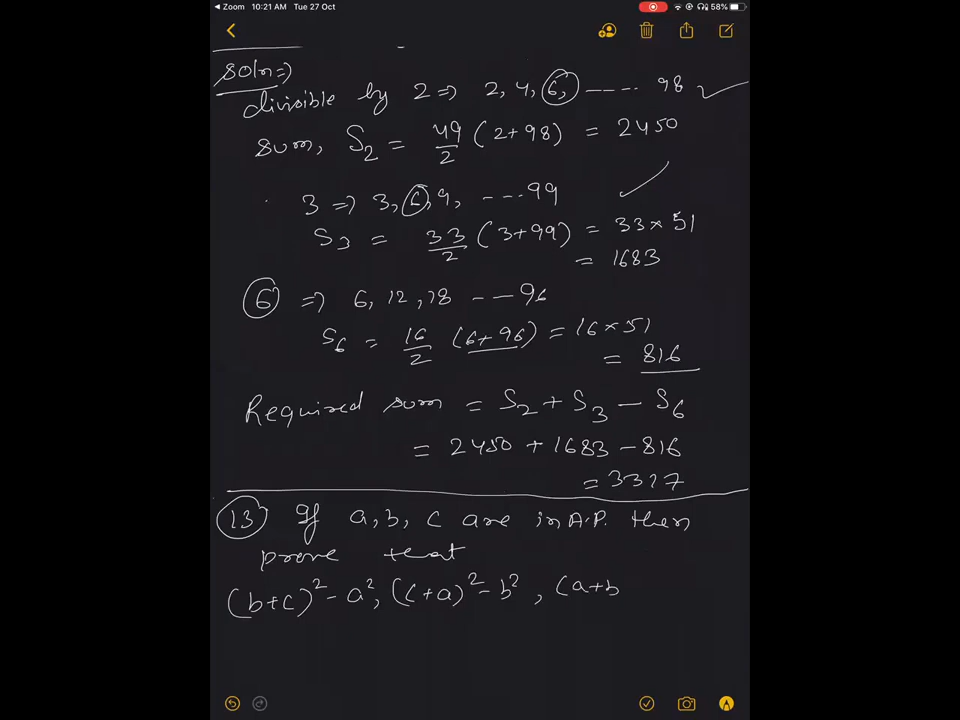 Zoom 10:21 AM Tue 27 Oct 58%
Soln⇒
divisible by 2⇒ 2, 4, 6, ----- 98
sum, S₂ = 49/2 (2+98) = 2450
3 ⇒ 3, 6, 9, ----99
S₃ = 33/2 (3+99) = 33×51
= 1683
6 ⇒ 6, 12, 18 ---96
S₆ = 16/2 (6+96) = 16×51
= 816
Required sum = S₂ + S₃ − S₆
= 2450 + 1683 − 816
= 3317
13 If a, b, c are in A.P. then
prove that
(b+c)² − a², (c+a)² − b², (a+b